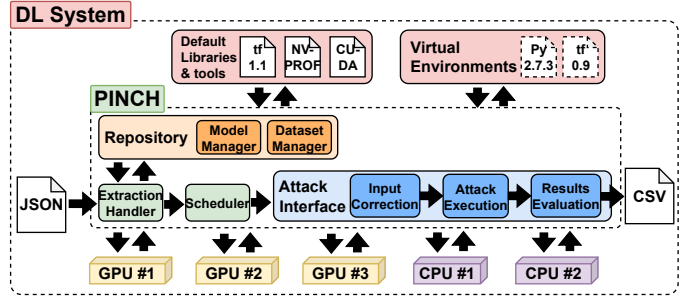 DL System
Default
Libraries
& tools
tf
1.1
NV-
PROF
CU-
DA
Virtual
Environments
Py
2.7.3
tf
0.9
PINCH
Repository
Model
Manager
Dataset
Manager
JSON
Extraction
Handler
Scheduler
Attack
Interface
Input
Correction
Attack
Execution
Results
Evaluation
CSV
GPU #1
GPU #2
GPU #3
CPU #1
CPU #2